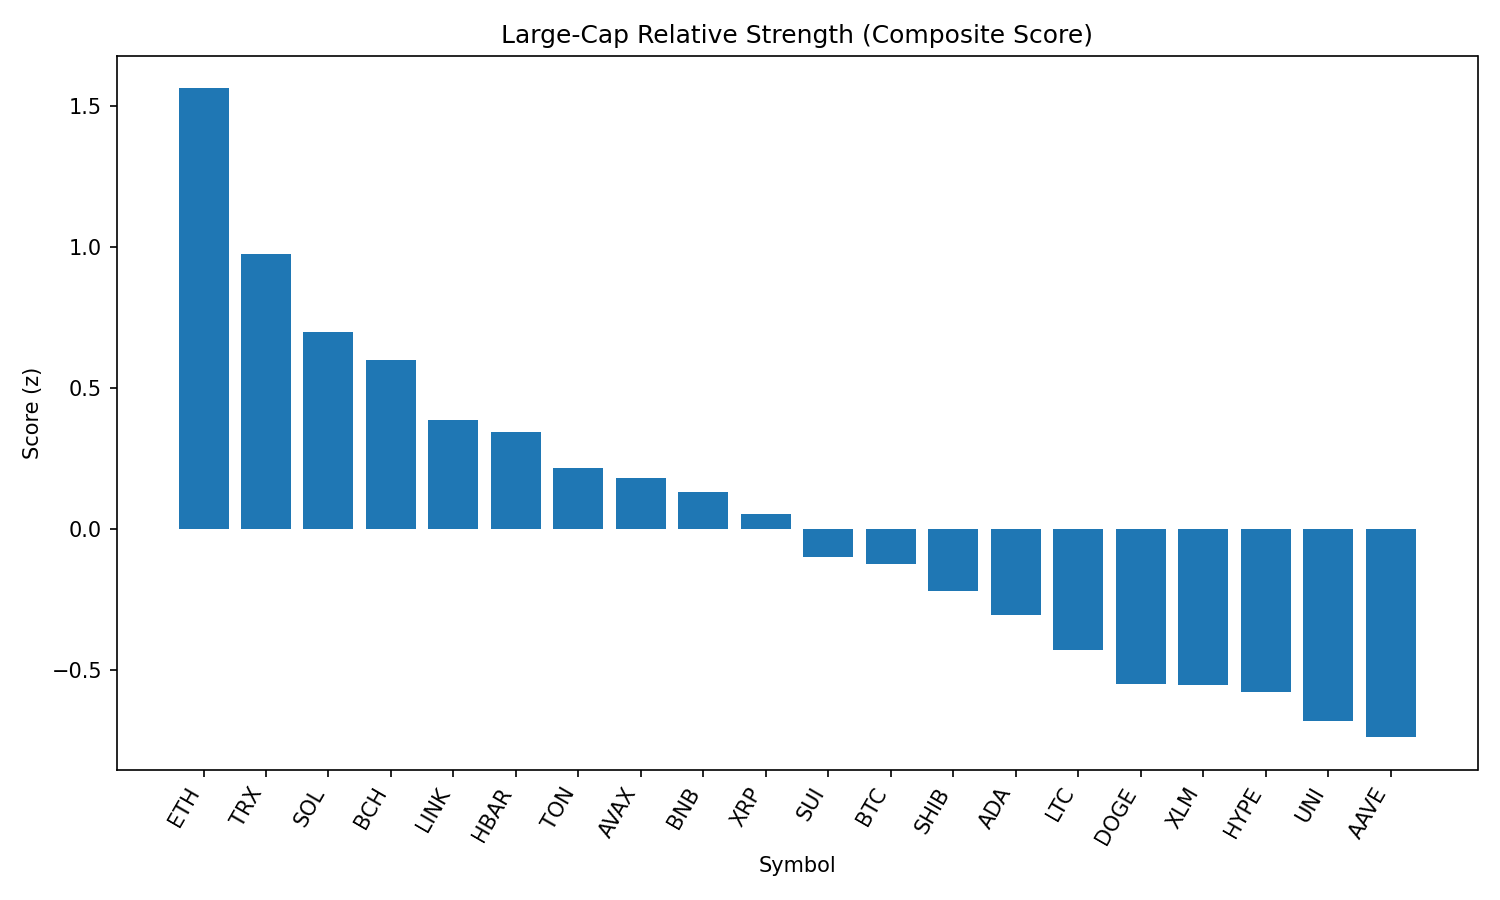 Large-Cap Relative Strength (Composite Score)
Score (z)
1.5
1.0
0.5
0.0
−0.5
ETH
TRX
SOL
BCH
LINK
HBAR
TON
AVAX
BNB
XRP
SUI
BTC
SHIB
ADA
LTC
DOGE
XLM
HYPE
UNI
AAVE
Symbol